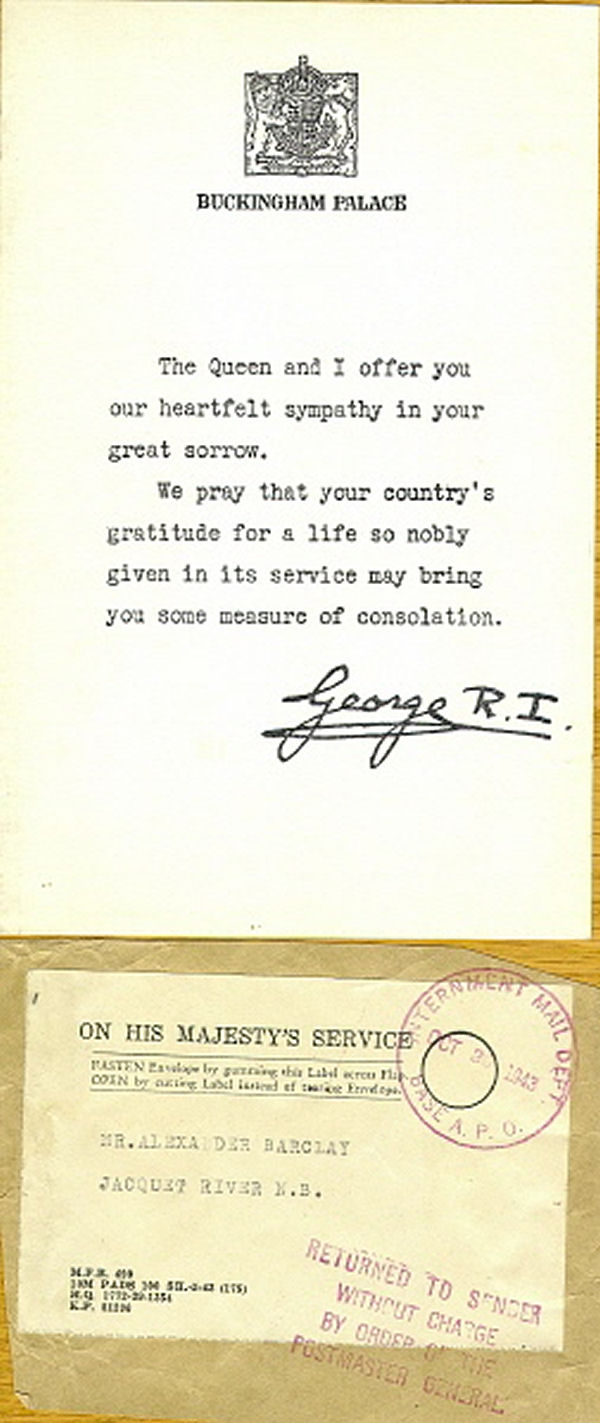 BUCKINGHAM PALACE
The Queen and I offer you
our heartfelt sympathy in your
great sorrow.
We pray that your country's
gratitude for a life so nobly
given in its service may bring
you some measure of consolation.
George R.I.
ON HIS MAJESTY'S SERVICE
FASTEN Envelope by gumming this Label across Flap
OPEN by cutting Label instead of tearing Envelope.
INTERNMENT MAIL DEPT
OCT 1943
BASE A. P. O.
MR. ALEXANDER BARCLAY
JACQUET RIVER N.B.
RETURNED TO SENDER
WITHOUT CHARGE
BY ORDER OF THE
POSTMASTER GENERAL
PADS 100